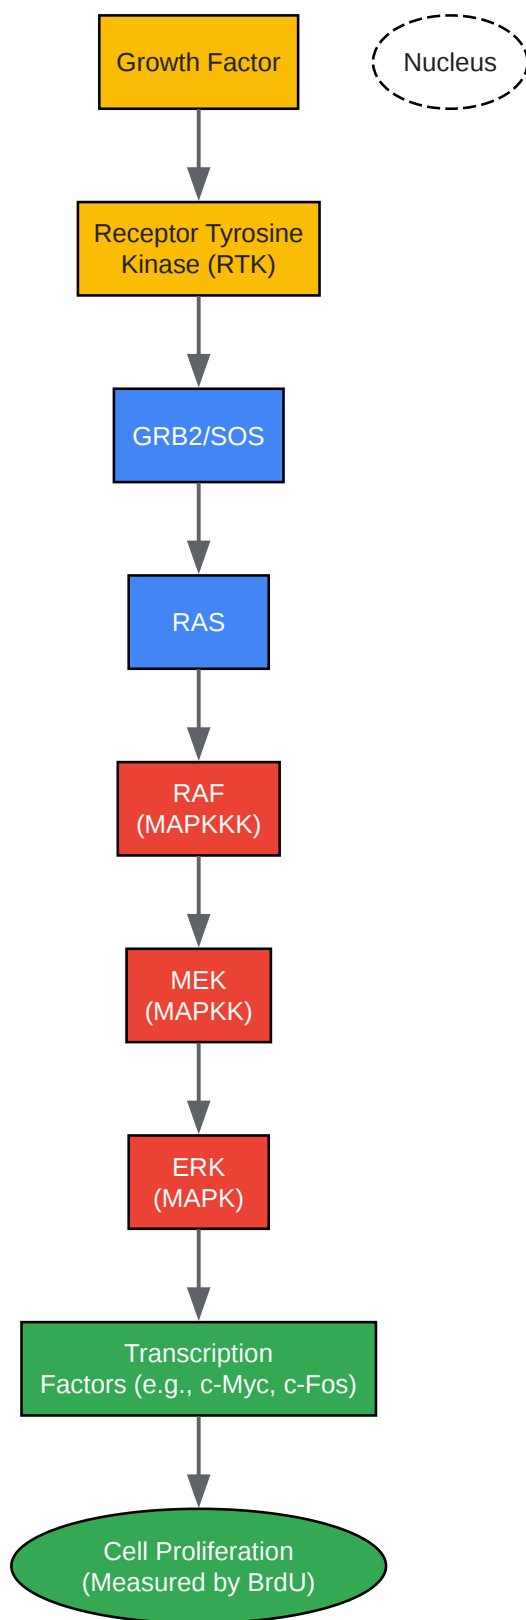 Growth Factor
Nucleus
Receptor Tyrosine
Kinase (RTK)
GRB2/SOS
RAS
RAF
(MAPKKK)
MEK
(MAPKK)
ERK
(MAPK)
Transcription
Factors (e.g., c-Myc, c-Fos)
Cell Proliferation
(Measured by BrdU)